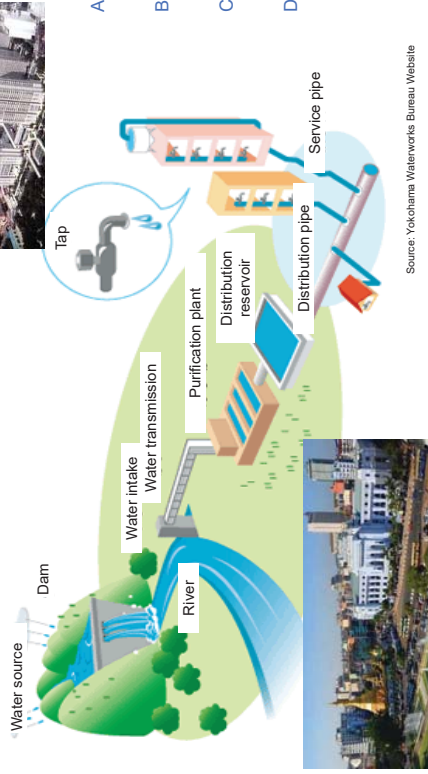 Water source
Dam
River
Water intake
Water transmission
Purification plant
Distribution
reservoir
Distribution pipe
Service pipe
Tap
A
B
C
D
Source: Yokohama Waterworks Bureau Website